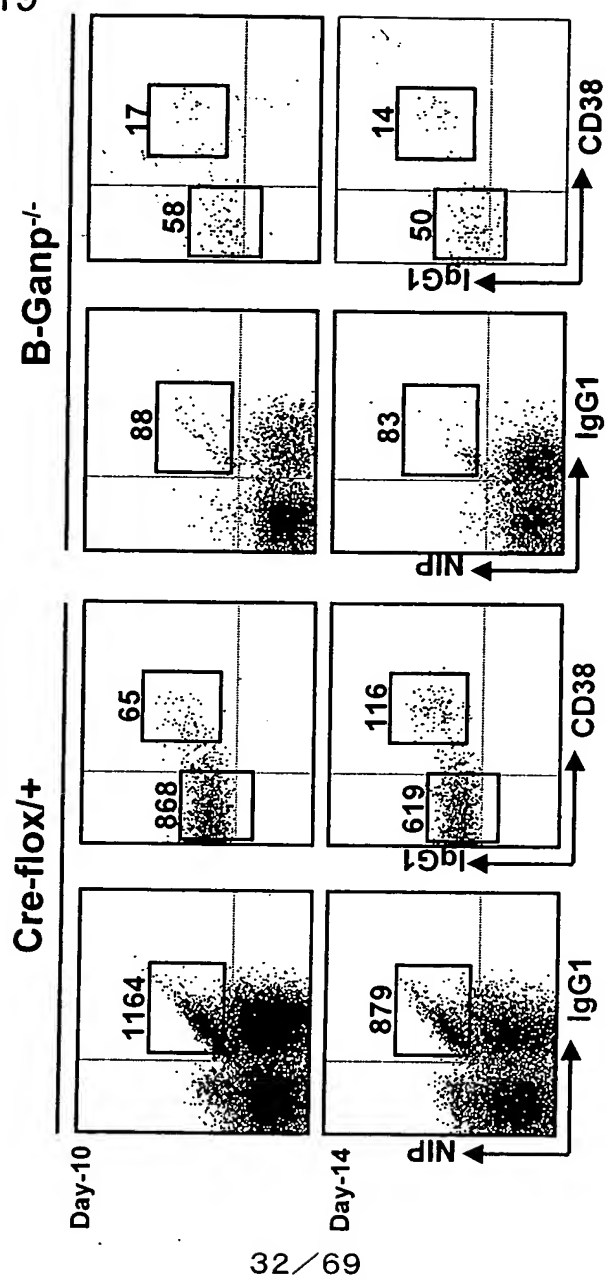 15
Cre-flox/+
B-Ganp-/-
Day-10
1164
868
65
88
58
17
Day-14
879
619
116
83
50
14
NIP
IgG1
IgG1
CD38
NIP
IgG1
IgG1
CD38
32/69